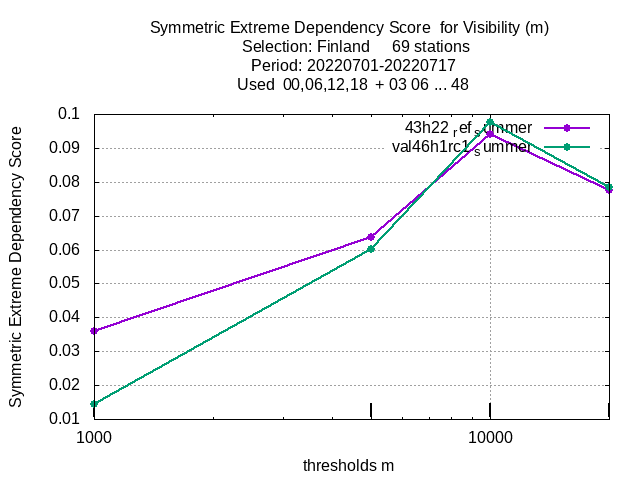 Symmetric Extreme Dependency Score  for Visibility (m)
Selection: Finland     69 stations
Period: 20220701-20220717
Used  00,06,12,18  + 03 06 ... 48
0.1
0.09
0.08
0.07
0.06
0.05
0.04
0.03
0.02
0.01
Symmetric Extreme Dependency Score
43h22_ref_summer
val46h1rc1_summer
1000
10000
thresholds m